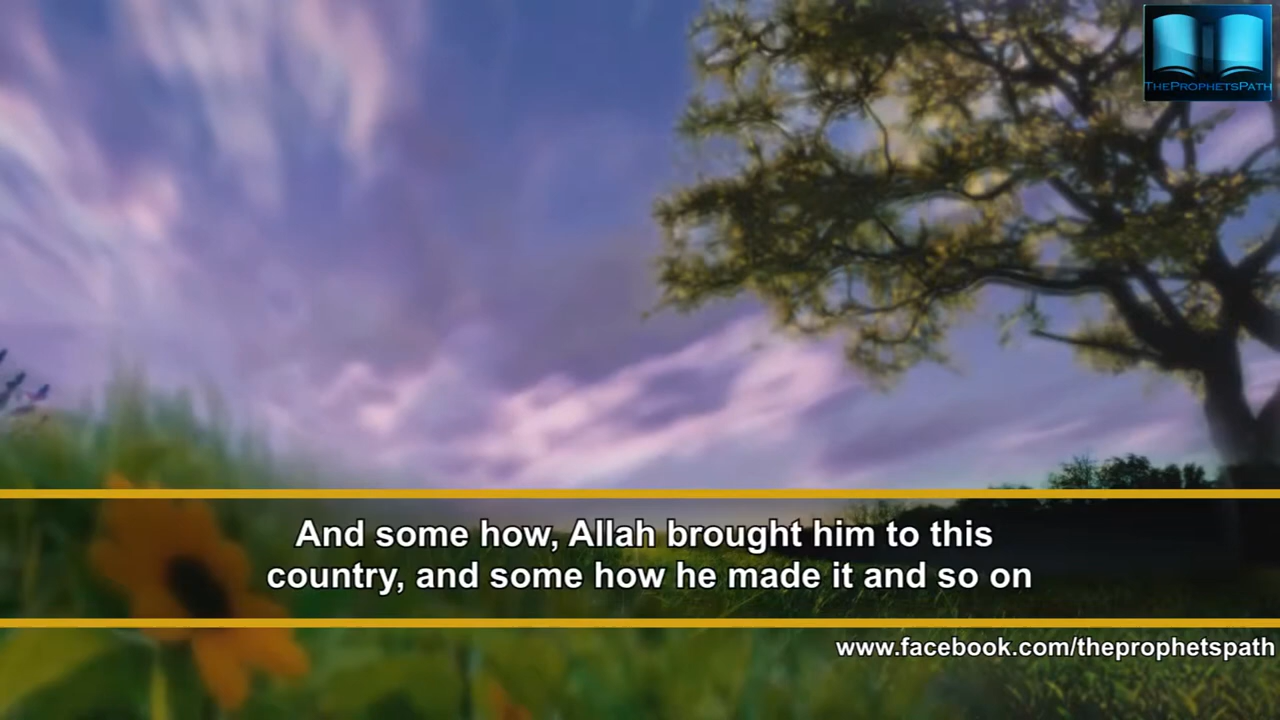 THEPROPHETSPATH
And some how, Allah brought him to this
country, and some how he made it and so on
www.facebook.com/theprophetspath